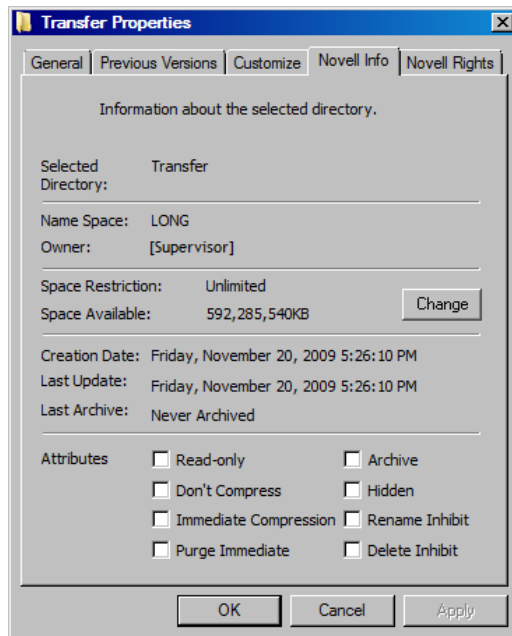 Transfer Properties
General Previous Versions Customize Novell Info Novell Rights
Information about the selected directory.
Selected Directory: Transfer
Name Space: LONG
Owner: [Supervisor]
Space Restriction: Unlimited
Space Available: 592,285,540KB
Change
Creation Date: Friday, November 20, 2009 5:26:10 PM
Last Update: Friday, November 20, 2009 5:26:10 PM
Last Archive: Never Archived
Attributes Read-only Archive
Don't Compress Hidden
Immediate Compression Rename Inhibit
Purge Immediate Delete Inhibit
OK Cancel Apply